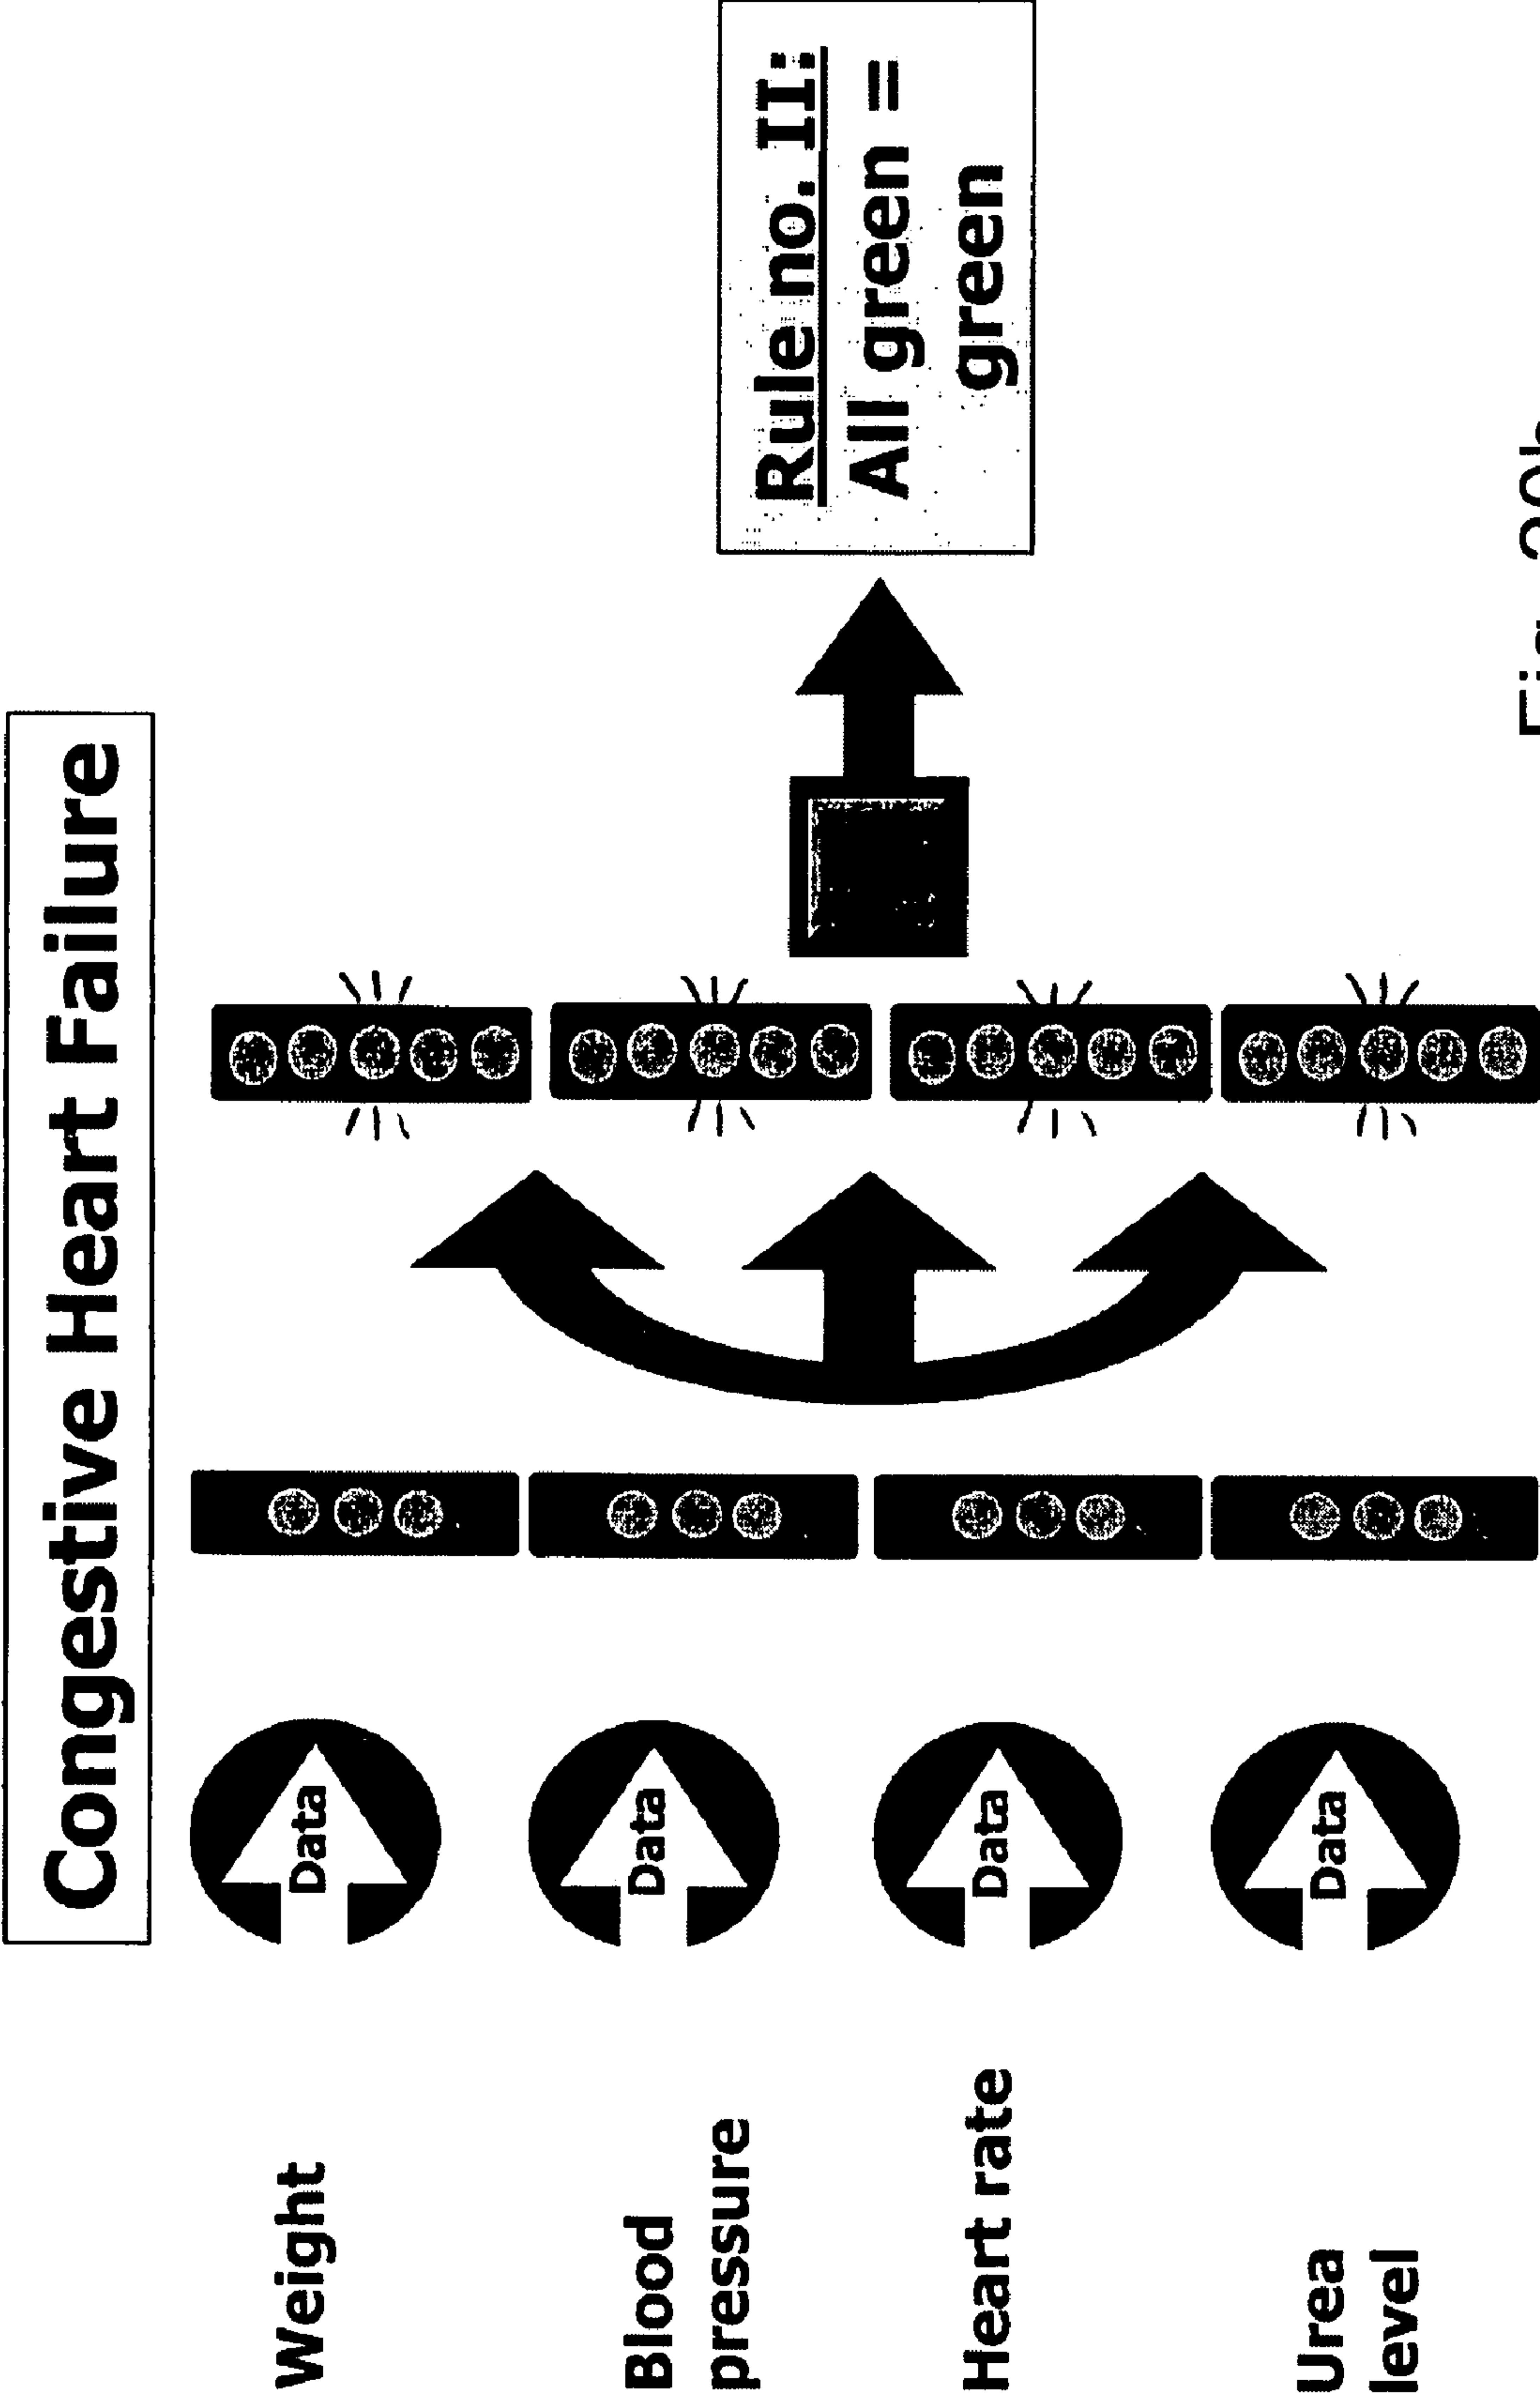 Congestive Heart Failure
Weight
Data
Blood
pressure
Data
Heart rate
Data
Urea
level
Data
Rule no. II:
All green =
green